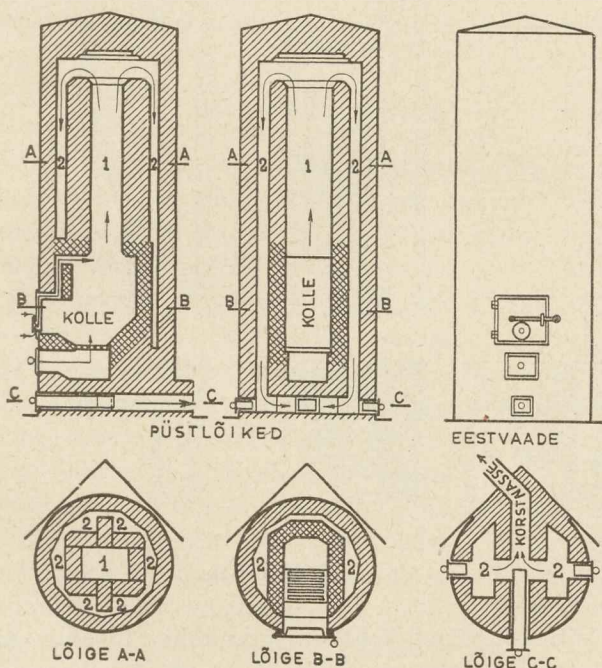 A 2 1 2 A
B KOLLE B
C
A 2 1 2 A
B KOLLE B
C C
PÜSTLÕIKED
EESTVAADE
2 2
2 1 2
2 2
LÕIGE A-A
2 2
LÕIGE B-B
KORSTNASSE
2 2
LÕIGE C-C